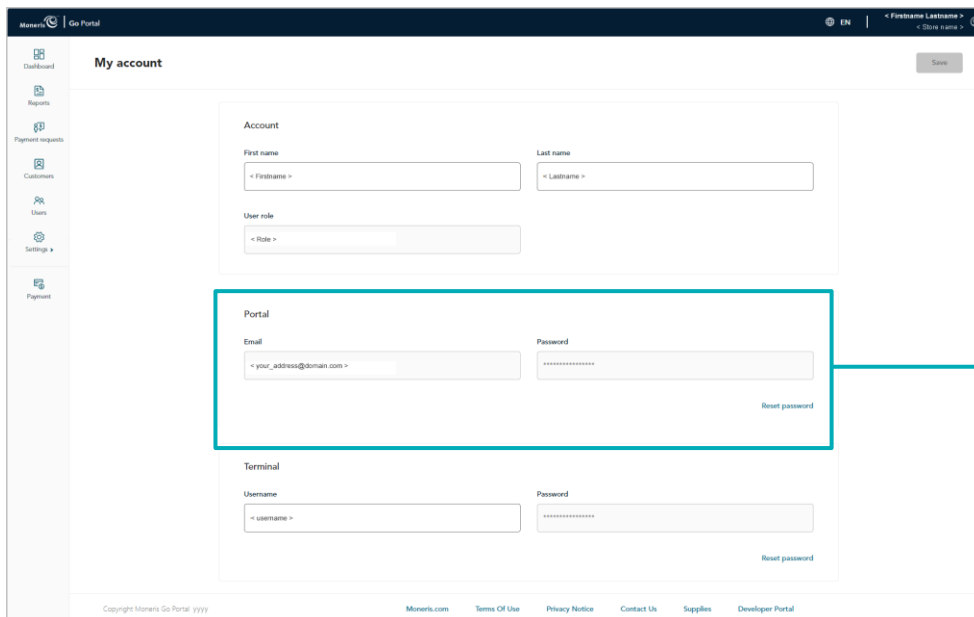 Moneris Go Portal EN < Firstname Lastname >
< Store name >
Dashboard
Reports
Payment requests
Customers
Users
Settings
Payment
My account Save
Account
First name Last name
< Firstname > < Lastname >
User role
< Role >
Portal
Email Password
< your_address@domain.com > ***************
Reset password
Terminal
Username Password
< username > ***************
Reset password
Copyright Moneris Go Portal yyyy Moneris.com Terms Of Use Privacy Notice Contact Us Supplies Developer Portal